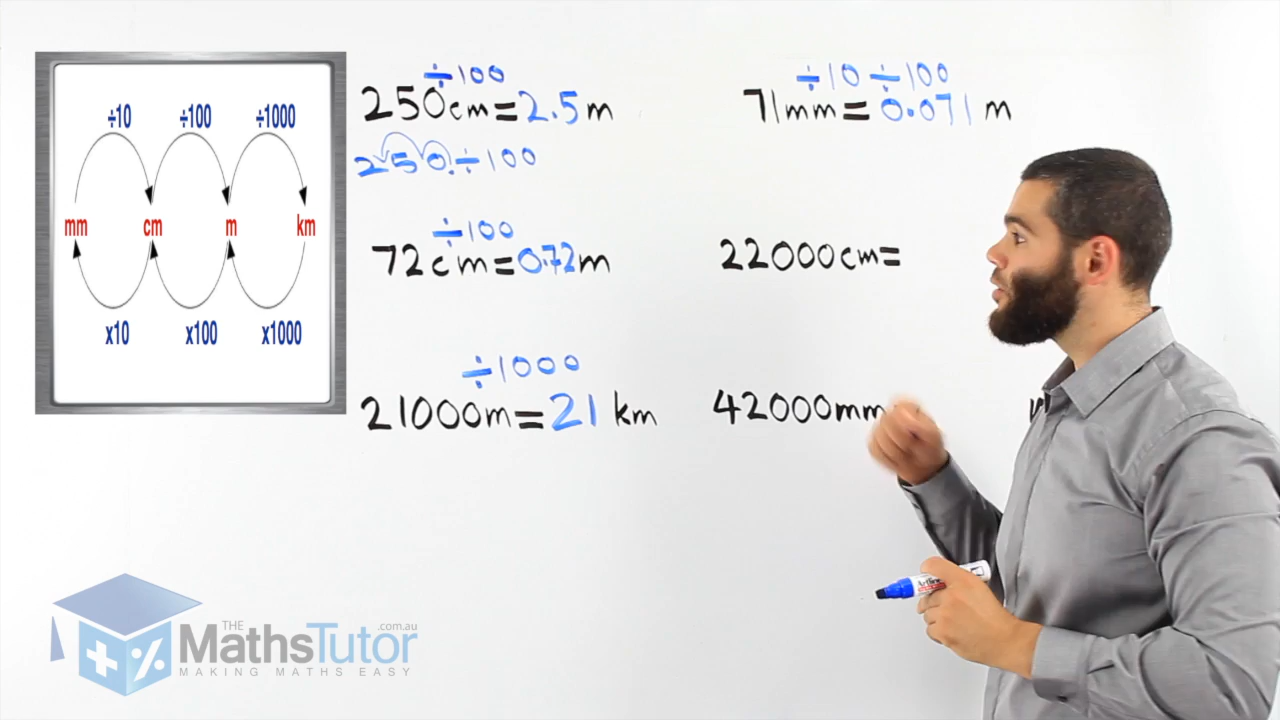 ÷10 ÷100 ÷1000
mm cm m km
x10 x100 x1000
÷100
250cm=2.5m
250.÷100
÷100
72cm=0.72m
÷1000
21000m=21 km
÷10 ÷100
71mm=0.071 m
22000cm=
42000mm
THE
MathsTutor
.com.au
MAKING MATHS EASY
Artline